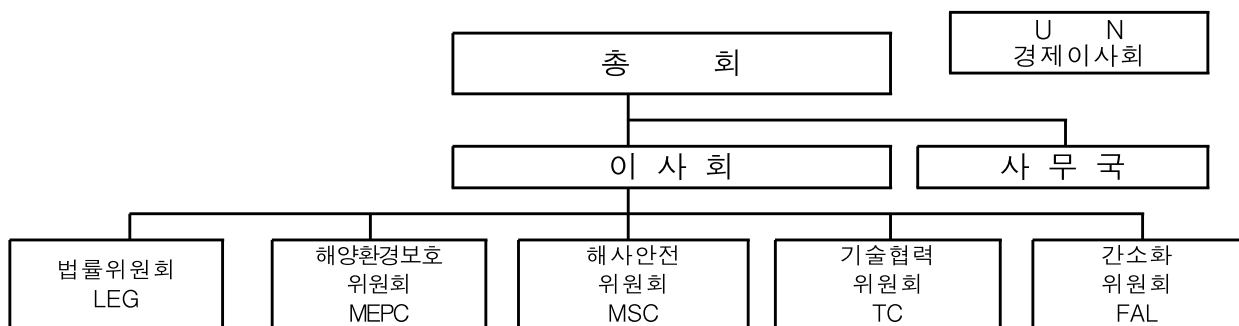 U N
경제이사회
총 회
이 사 회
사 무 국
법률위원회
LEG
해양환경보호
위원회
MEPC
해사안전
위원회
MSC
기술협력
위원회
TC
간소화
위원회
FAL